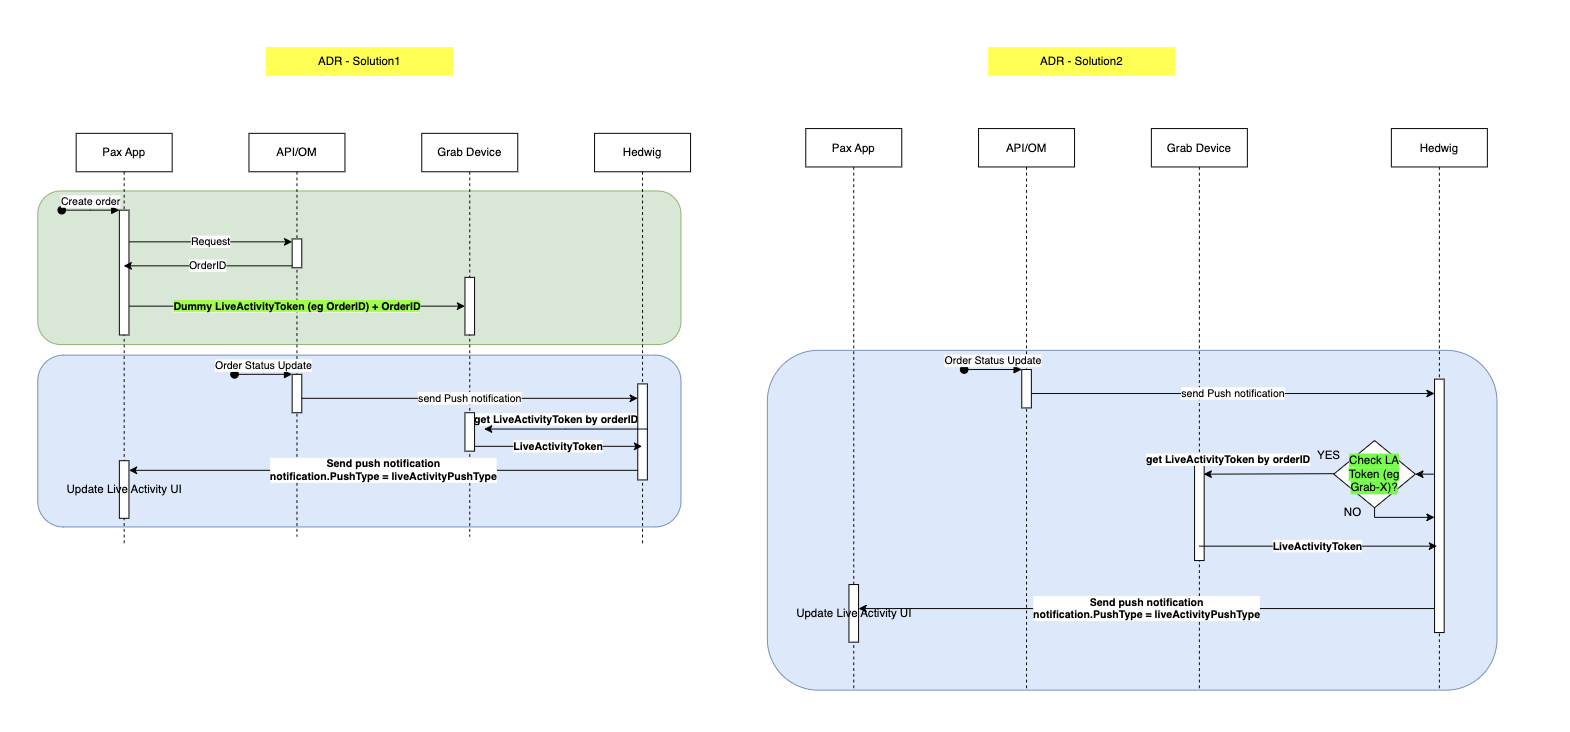 ADR - Solution1
Pax App
API/OM
Grab Device
Hedwig
Create order
Request
OrderID
Dummy LiveActivityToken (eg OrderID) + OrderID
Order Status Update
send Push notification
get LiveActivityToken by orderID
LiveActivityToken
Send push notification
notification.PushType = liveActivityPushType
Update Live Activity UI
ADR - Solution2
Pax App
API/OM
Grab Device
Hedwig
Order Status Update
send Push notification
get LiveActivityToken by orderID
YES
Check LA
Token (eg
Grab-X)?
NO
LiveActivityToken
Send push notification
notification.PushType = liveActivityPushType
Update Live Activity UI